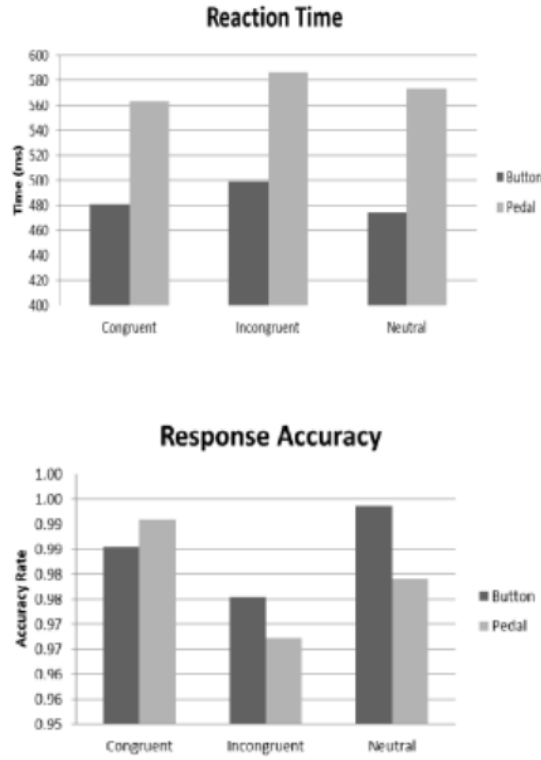 Reaction Time
600
580
560
540
520
500
480
460
440
420
400
Time (ms)
Congruent Incongruent Neutral
Button
Pedal
Response Accuracy
1.00
1.00
0.99
0.99
0.98
0.98
0.97
0.97
0.96
0.96
0.95
Accuracy Rate
Congruent Incongruent Neutral
Button
Pedal